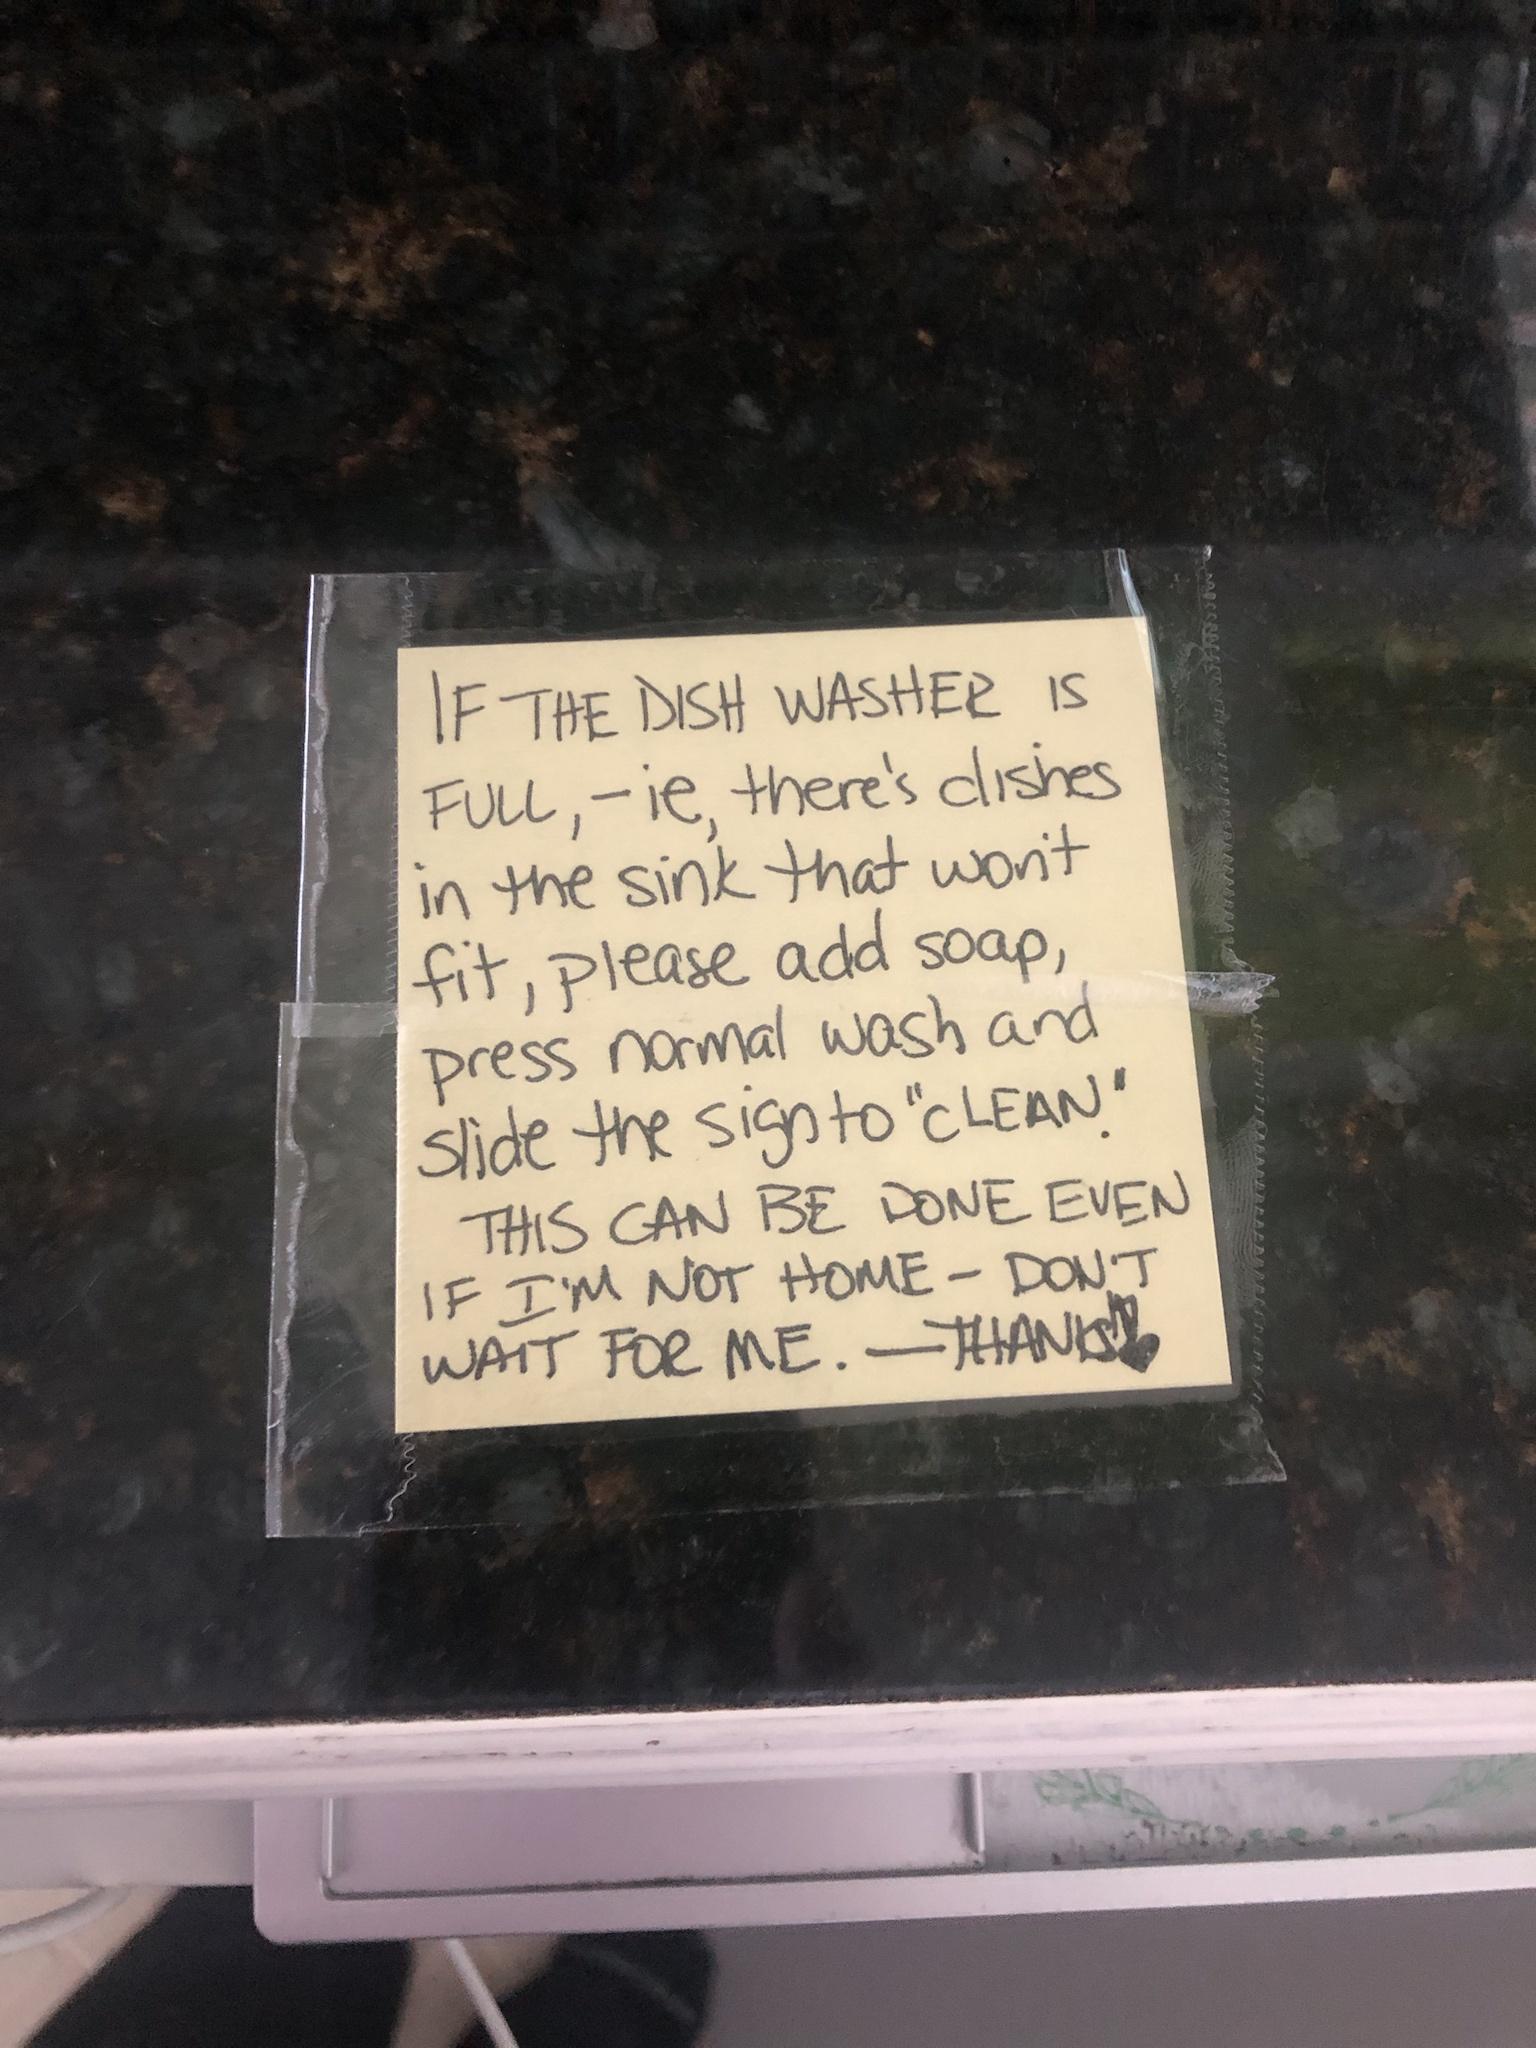 IF THE DISH WASHER IS
FULL, - ie, there's dishes
in the sink that won't
fit, please add soap,
press normal wash and
slide the sign to "CLEAN."
THIS CAN BE DONE EVEN
IF I'M NOT HOME - DON'T
WAIT FOR ME. — THANKS!